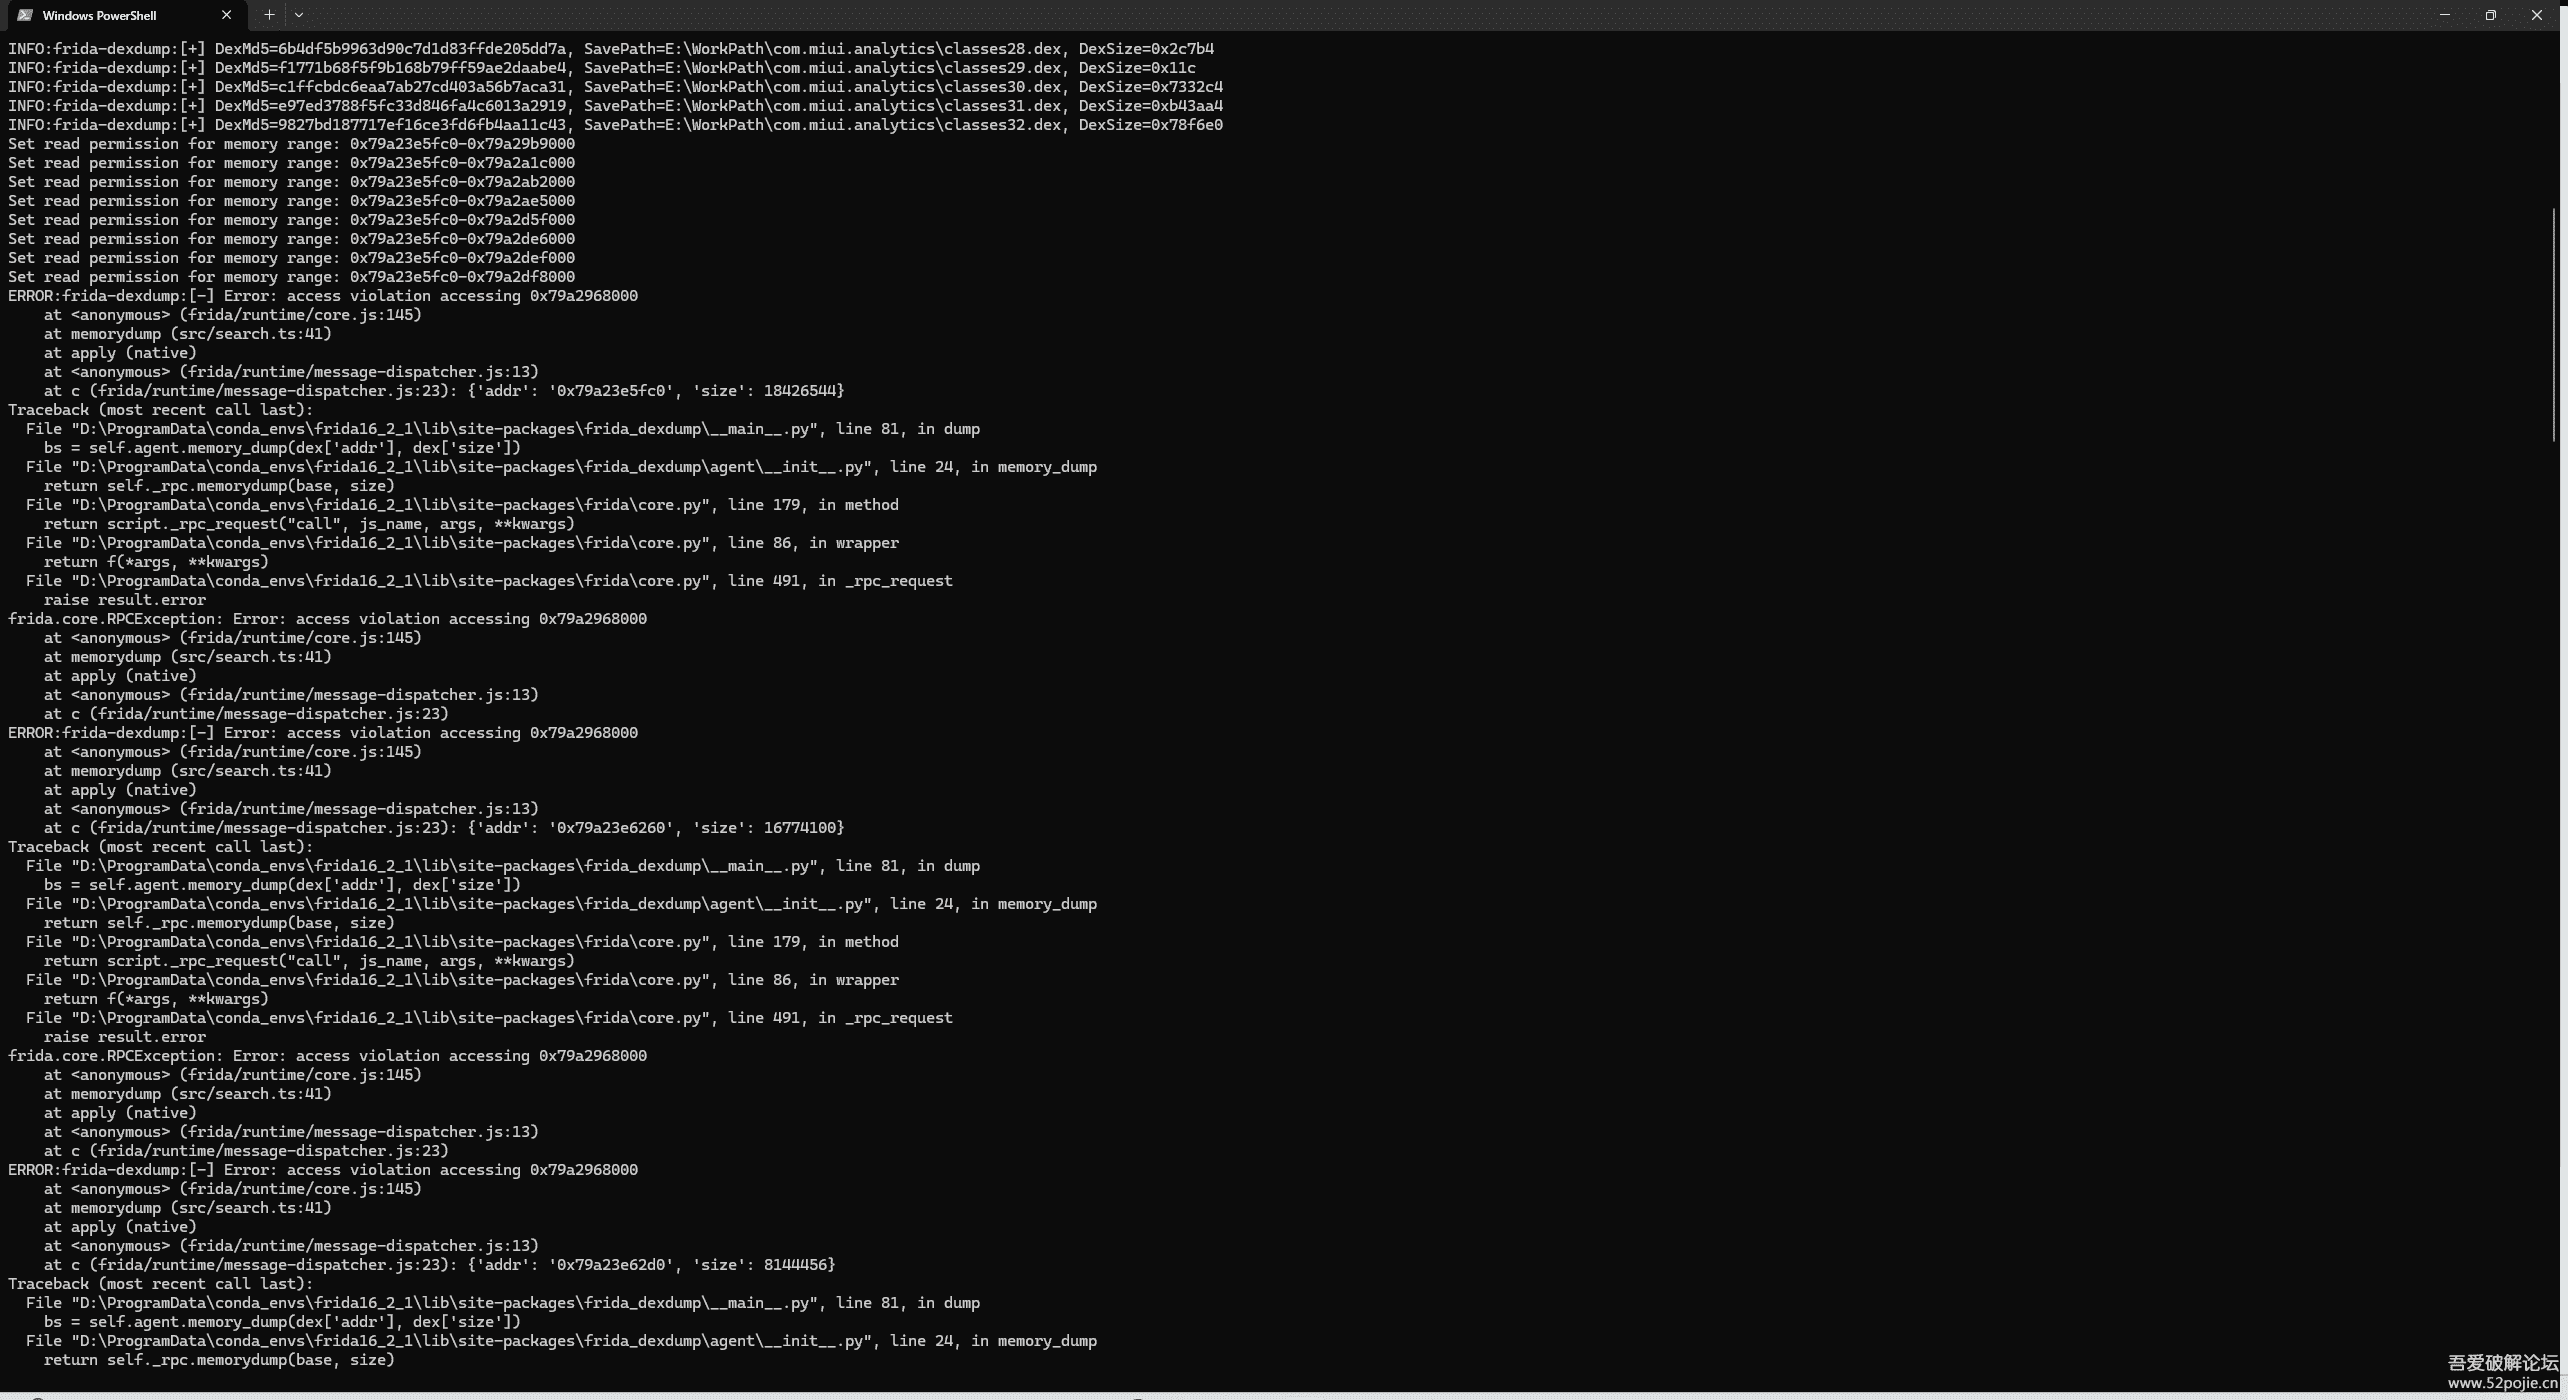 Windows PowerShell
INFO:frida-dexdump:[+] DexMd5=6b4df5b9963d90c7d1d83ffde205dd7a, SavePath=E:\WorkPath\com.miui.analytics\classes28.dex, DexSize=0x2c7b4
INFO:frida-dexdump:[+] DexMd5=f1771b68f5f9b168b79ff59ae2daabe4, SavePath=E:\WorkPath\com.miui.analytics\classes29.dex, DexSize=0x11c
INFO:frida-dexdump:[+] DexMd5=c1ffcbdc6eaa7ab27cd403a56b7aca31, SavePath=E:\WorkPath\com.miui.analytics\classes30.dex, DexSize=0x7332c4
INFO:frida-dexdump:[+] DexMd5=e97ed3788f5fc33d846fa4c6013a2919, SavePath=E:\WorkPath\com.miui.analytics\classes31.dex, DexSize=0xb43aa4
INFO:frida-dexdump:[+] DexMd5=9827bd187717ef16ce3fd6fb4aa11c43, SavePath=E:\WorkPath\com.miui.analytics\classes32.dex, DexSize=0x78f6e0
Set read permission for memory range: 0x79a23e5fc0-0x79a29b9000
Set read permission for memory range: 0x79a23e5fc0-0x79a2a1c000
Set read permission for memory range: 0x79a23e5fc0-0x79a2ab2000
Set read permission for memory range: 0x79a23e5fc0-0x79a2ae5000
Set read permission for memory range: 0x79a23e5fc0-0x79a2d5f000
Set read permission for memory range: 0x79a23e5fc0-0x79a2de6000
Set read permission for memory range: 0x79a23e5fc0-0x79a2def000
Set read permission for memory range: 0x79a23e5fc0-0x79a2df8000
ERROR:frida-dexdump:[-] Error: access violation accessing 0x79a2968000
    at <anonymous> (frida/runtime/core.js:145)
    at memorydump (src/search.ts:41)
    at apply (native)
    at <anonymous> (frida/runtime/message-dispatcher.js:13)
    at c (frida/runtime/message-dispatcher.js:23): {'addr': '0x79a23e5fc0', 'size': 18426544}
Traceback (most recent call last):
  File "D:\ProgramData\conda_envs\frida16_2_1\lib\site-packages\frida_dexdump\__main__.py", line 81, in dump
    bs = self.agent.memory_dump(dex['addr'], dex['size'])
  File "D:\ProgramData\conda_envs\frida16_2_1\lib\site-packages\frida_dexdump\agent\__init__.py", line 24, in memory_dump
    return self._rpc.memorydump(base, size)
  File "D:\ProgramData\conda_envs\frida16_2_1\lib\site-packages\frida\core.py", line 179, in method
    return script._rpc_request("call", js_name, args, **kwargs)
  File "D:\ProgramData\conda_envs\frida16_2_1\lib\site-packages\frida\core.py", line 86, in wrapper
    return f(*args, **kwargs)
  File "D:\ProgramData\conda_envs\frida16_2_1\lib\site-packages\frida\core.py", line 491, in _rpc_request
    raise result.error
frida.core.RPCException: Error: access violation accessing 0x79a2968000
    at <anonymous> (frida/runtime/core.js:145)
    at memorydump (src/search.ts:41)
    at apply (native)
    at <anonymous> (frida/runtime/message-dispatcher.js:13)
    at c (frida/runtime/message-dispatcher.js:23)
ERROR:frida-dexdump:[-] Error: access violation accessing 0x79a2968000
    at <anonymous> (frida/runtime/core.js:145)
    at memorydump (src/search.ts:41)
    at apply (native)
    at <anonymous> (frida/runtime/message-dispatcher.js:13)
    at c (frida/runtime/message-dispatcher.js:23): {'addr': '0x79a23e6260', 'size': 16774100}
Traceback (most recent call last):
  File "D:\ProgramData\conda_envs\frida16_2_1\lib\site-packages\frida_dexdump\__main__.py", line 81, in dump
    bs = self.agent.memory_dump(dex['addr'], dex['size'])
  File "D:\ProgramData\conda_envs\frida16_2_1\lib\site-packages\frida_dexdump\agent\__init__.py", line 24, in memory_dump
    return self._rpc.memorydump(base, size)
  File "D:\ProgramData\conda_envs\frida16_2_1\lib\site-packages\frida\core.py", line 179, in method
    return script._rpc_request("call", js_name, args, **kwargs)
  File "D:\ProgramData\conda_envs\frida16_2_1\lib\site-packages\frida\core.py", line 86, in wrapper
    return f(*args, **kwargs)
  File "D:\ProgramData\conda_envs\frida16_2_1\lib\site-packages\frida\core.py", line 491, in _rpc_request
    raise result.error
frida.core.RPCException: Error: access violation accessing 0x79a2968000
    at <anonymous> (frida/runtime/core.js:145)
    at memorydump (src/search.ts:41)
    at apply (native)
    at <anonymous> (frida/runtime/message-dispatcher.js:13)
    at c (frida/runtime/message-dispatcher.js:23)
ERROR:frida-dexdump:[-] Error: access violation accessing 0x79a2968000
    at <anonymous> (frida/runtime/core.js:145)
    at memorydump (src/search.ts:41)
    at apply (native)
    at <anonymous> (frida/runtime/message-dispatcher.js:13)
    at c (frida/runtime/message-dispatcher.js:23): {'addr': '0x79a23e62d0', 'size': 8144456}
Traceback (most recent call last):
  File "D:\ProgramData\conda_envs\frida16_2_1\lib\site-packages\frida_dexdump\__main__.py", line 81, in dump
    bs = self.agent.memory_dump(dex['addr'], dex['size'])
  File "D:\ProgramData\conda_envs\frida16_2_1\lib\site-packages\frida_dexdump\agent\__init__.py", line 24, in memory_dump
    return self._rpc.memorydump(base, size)
吾爱破解论坛
www.52pojie.cn